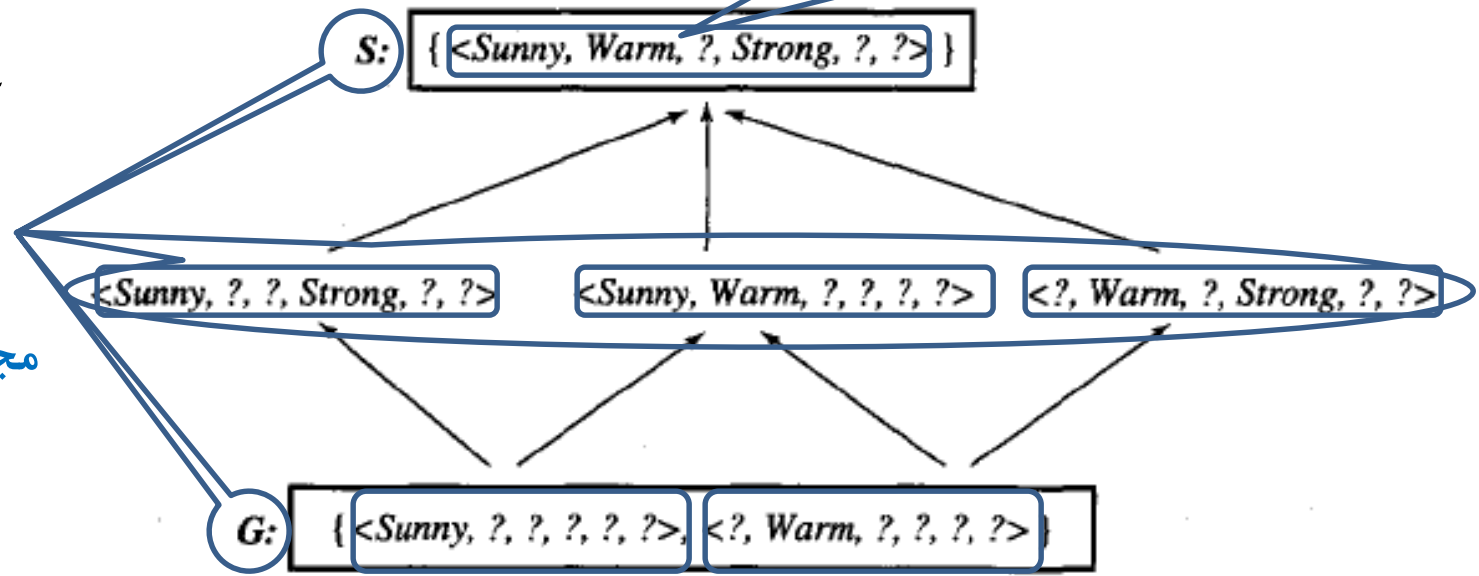 S: { <Sunny, Warm, ?, Strong, ?, ?> }
<Sunny, ?, ?, Strong, ?, ?> <Sunny, Warm, ?, ?, ?, ?> <?, Warm, ?, Strong, ?, ?>
G: { <Sunny, ?, ?, ?, ?, ?>, <?, Warm, ?, ?, ?, ?> }